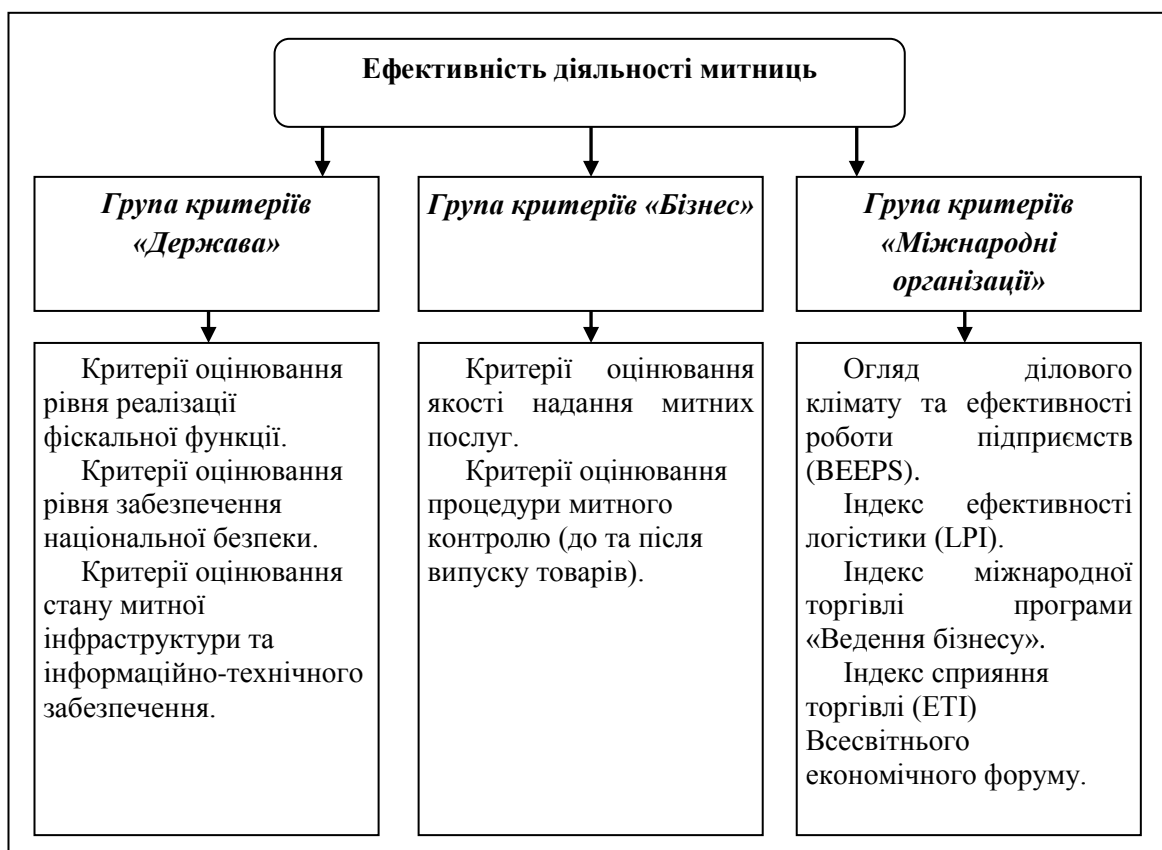 Ефективність діяльності митниць
Група критеріїв
«Держава»
Група критеріїв «Бізнес»
Група критеріїв
«Міжнародні
організації»
Критерії оцінювання
рівня реалізації
фіскальної функції.
Критерії оцінювання
рівня забезпечення
національної безпеки.
Критерії оцінювання
стану митної
інфраструктури та
інформаційно-технічного
забезпечення.
Критерії оцінювання
якості надання митних
послуг.
Критерії оцінювання
процедури митного
контролю (до та після
випуску товарів).
Огляд ділового
клімату та ефективності
роботи підприємств
(BEEPS).
Індекс ефективності
логістики (LPI).
Індекс міжнародної
торгівлі програми
«Ведення бізнесу».
Індекс сприяння
торгівлі (ETI)
Всесвітнього
економічного форуму.